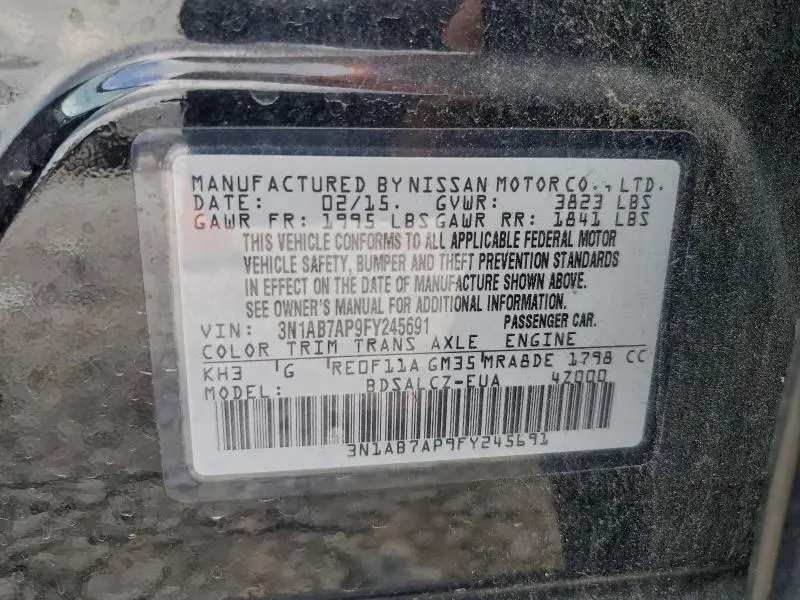 MANUFACTURED BY NISSAN MOTOR CO., LTD.
DATE: 02/15. GVWR: 3823 LBS
GAWR FR: 1995 LBS GAWR RR: 1841 LBS
THIS VEHICLE CONFORMS TO ALL APPLICABLE FEDERAL MOTOR
VEHICLE SAFETY, BUMPER AND THEFT PREVENTION STANDARDS
IN EFFECT ON THE DATE OF MANUFACTURE SHOWN ABOVE.
SEE OWNER'S MANUAL FOR ADDITIONAL INFORMATION.
VIN: 3N1AB7AP9FY245691 PASSENGER CAR.
COLOR TRIM TRANS AXLE ENGINE
KH3 G RE0F11A GM35 MRA8DE 1798 CC
MODEL: BDSALCZ-EUA 4Z000
3N1AB7AP9FY245691